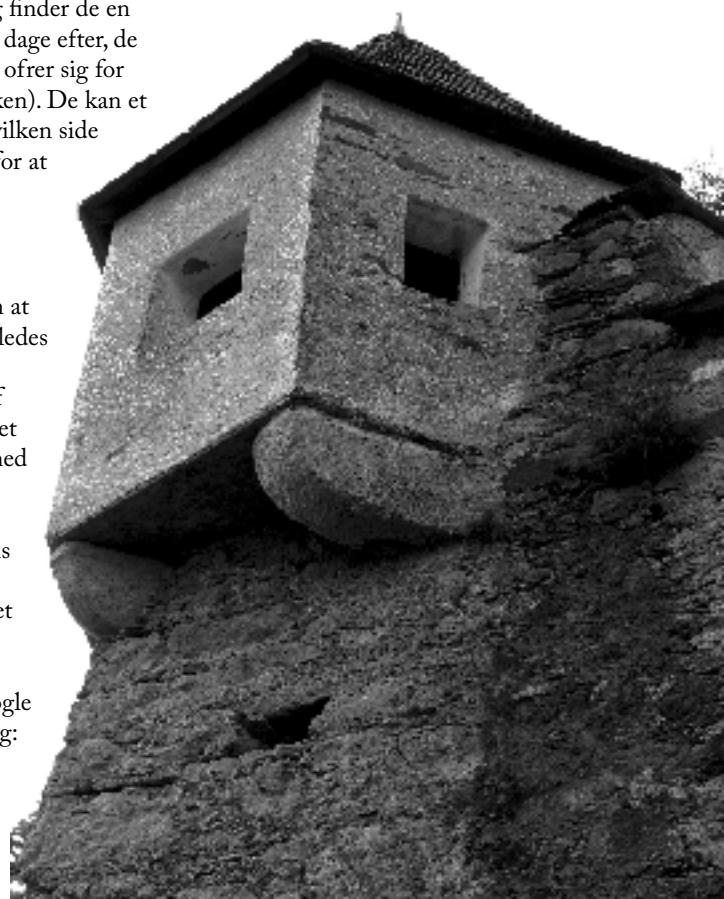 finder de en
dage efter, de
ofrer sig for
ken). De kan et
vilken side
for at
at
ledes
f
et
ned
s
et
ogle
g: